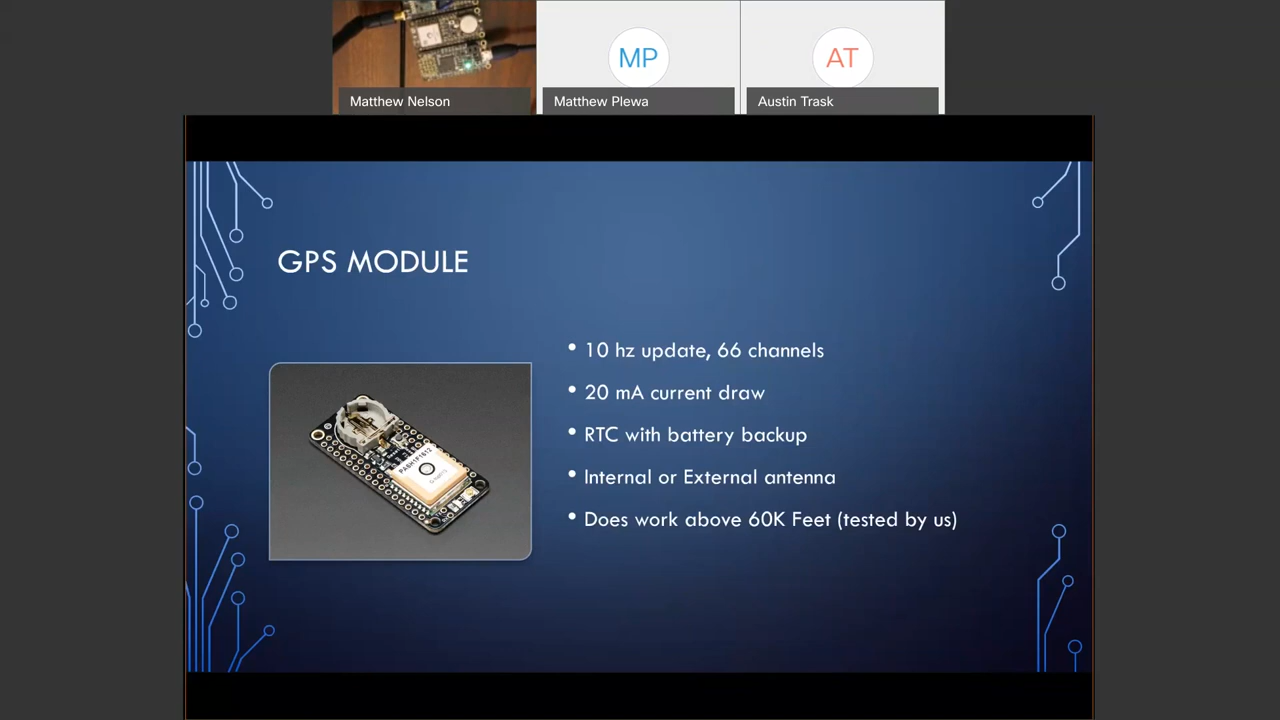 MP
AT
Matthew Nelson
Matthew Plewa
Austin Trask
GPS MODULE
• 10 hz update, 66 channels
• 20 mA current draw
• RTC with battery backup
• Internal or External antenna
• Does work above 60K Feet (tested by us)
PA6H1F1612